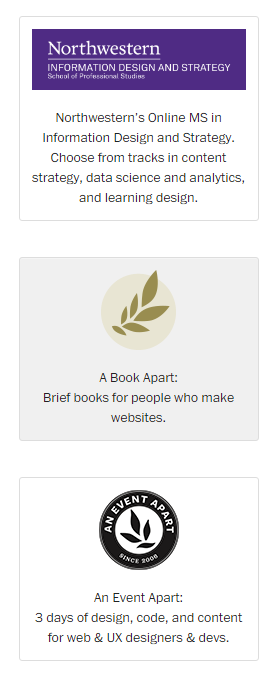 Northwestern
INFORMATION DESIGN AND STRATEGY
School of Professional Studies
Northwestern's Online MS in
Information Design and Strategy.
Choose from tracks in content
strategy, data science and analytics,
and learning design.
A Book Apart:
Brief books for people who make
websites.
AN EVENT APART
SINCE 2006
An Event Apart:
3 days of design, code, and content
for web & UX designers & devs.